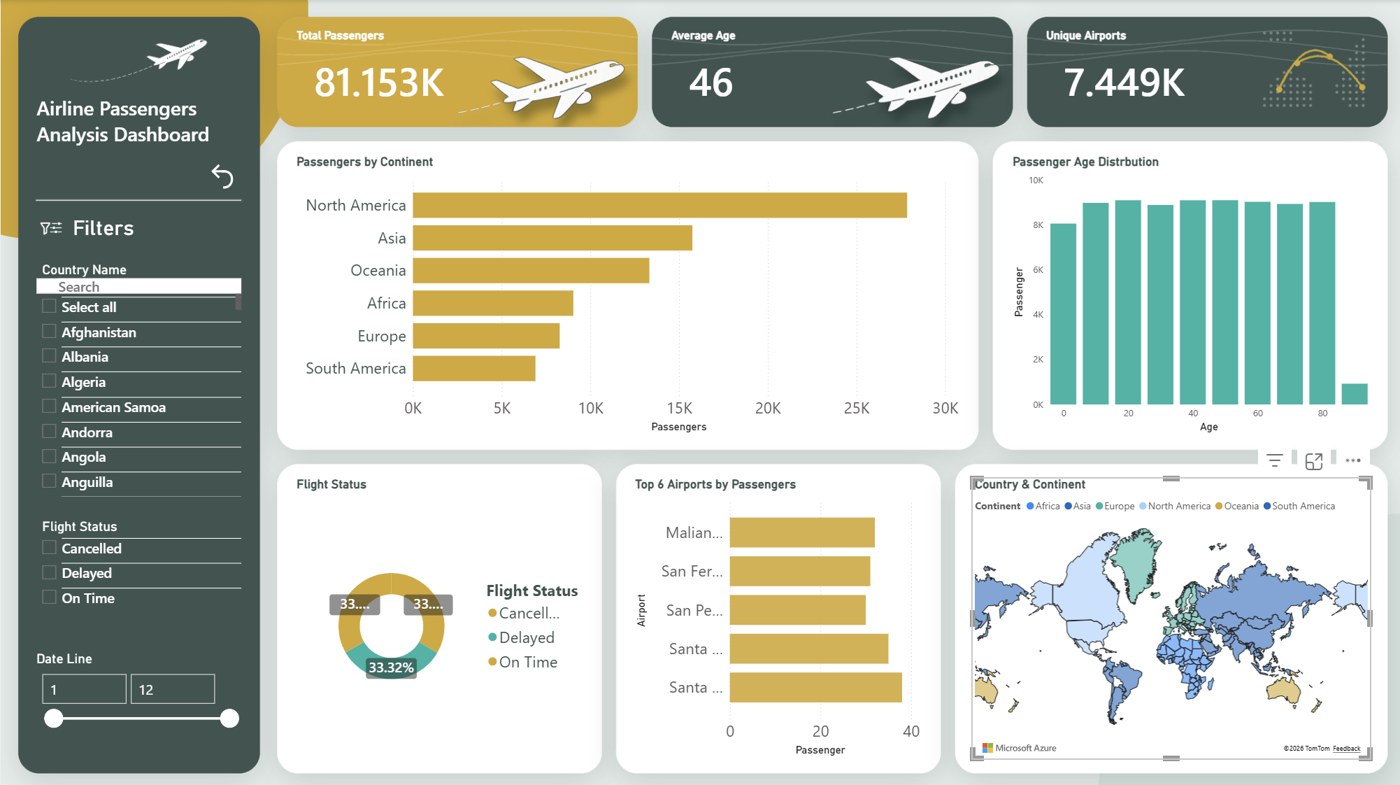 Airline Passengers
Analysis Dashboard
Filters
Country Name
Search
Select all
Afghanistan
Albania
Algeria
American Samoa
Andorra
Angola
Anguilla
Flight Status
Cancelled
Delayed
On Time
Date Line
1 12
Total Passengers
81.153K
Average Age
46
Unique Airports
7.449K
Passengers by Continent
North America
Asia
Oceania
Africa
Europe
South America
0K 5K 10K 15K 20K 25K 30K
Passengers
Passenger Age Distrbution
10K
8K
6K
4K
2K
0K
Passenger
0 20 40 60 80
Age
Flight Status
33.... 33....
33.32%
Flight Status
Cancell...
Delayed
On Time
Top 6 Airports by Passengers
Airport
Malian...
San Fer...
San Pe...
Santa ...
Santa ...
0 20 40
Passenger
Country & Continent
Continent Africa Asia Europe North America Oceania South America
Microsoft Azure
©2026 TomTom Feedback